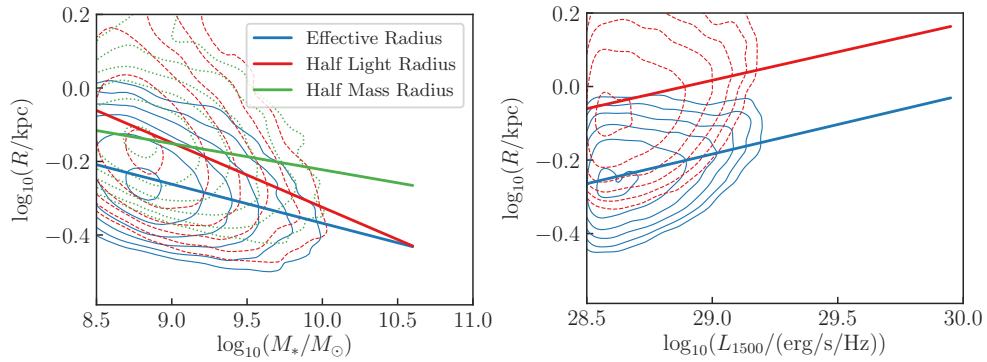 0.2
0.0
−0.2
−0.4
log₁₀(R/kpc)
Effective Radius
Half Light Radius
Half Mass Radius
8.5 9.0 9.5 10.0 10.5 11.0
log₁₀(M*/M⊙)
0.2
0.0
−0.2
−0.4
log₁₀(R/kpc)
28.5 29.0 29.5 30.0
log₁₀(L₁₅₀₀/(erg/s/Hz))